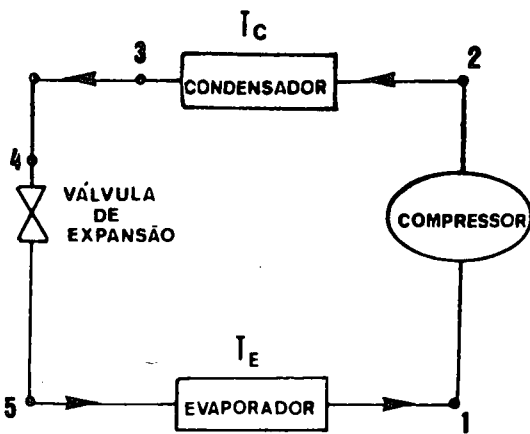 T_C
3
2
CONDENSADOR
4
VÁLVULA
DE
EXPANSÃO
COMPRESSOR
T_E
5
EVAPORADOR
1